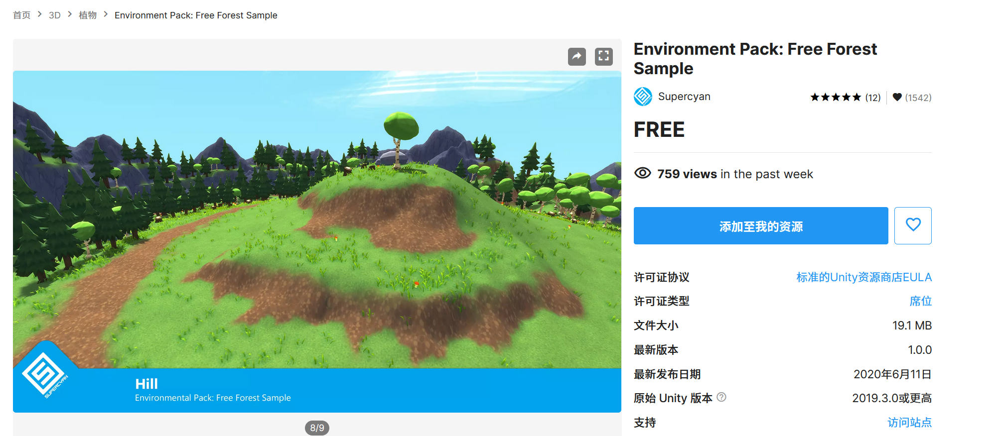 首页 > 3D > 植物 > Environment Pack: Free Forest Sample
SUPERCYAN
Hill
Environmental Pack: Free Forest Sample
8/9
Environment Pack: Free Forest
Sample
Supercyan
(12)
(1542)
FREE
759 views in the past week
添加至我的资源
许可证协议 标准的Unity资源商店EULA
许可证类型 席位
文件大小 19.1 MB
最新版本 1.0.0
最新发布日期 2020年6月11日
原始 Unity 版本 ? 2019.3.0或更高
支持 访问站点